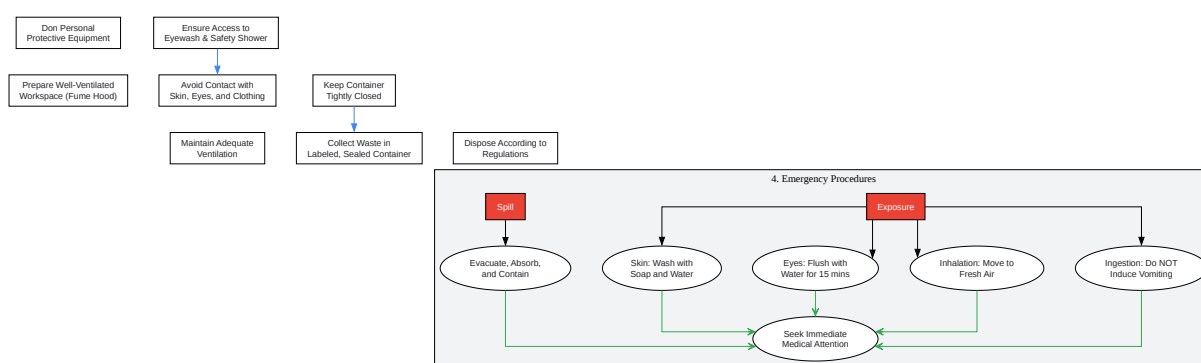 Don Personal
Protective Equipment
Ensure Access to
Eyewash & Safety Shower
Prepare Well-Ventilated
Workspace (Fume Hood)
Avoid Contact with
Skin, Eyes, and Clothing
Keep Container
Tightly Closed
Maintain Adequate
Ventilation
Collect Waste in
Labeled, Sealed Container
Dispose According to
Regulations
4. Emergency Procedures
Spill
Exposure
Evacuate, Absorb,
and Contain
Skin: Wash with
Soap and Water
Eyes: Flush with
Water for 15 mins
Inhalation: Move to
Fresh Air
Ingestion: Do NOT
Induce Vomiting
Seek Immediate
Medical Attention